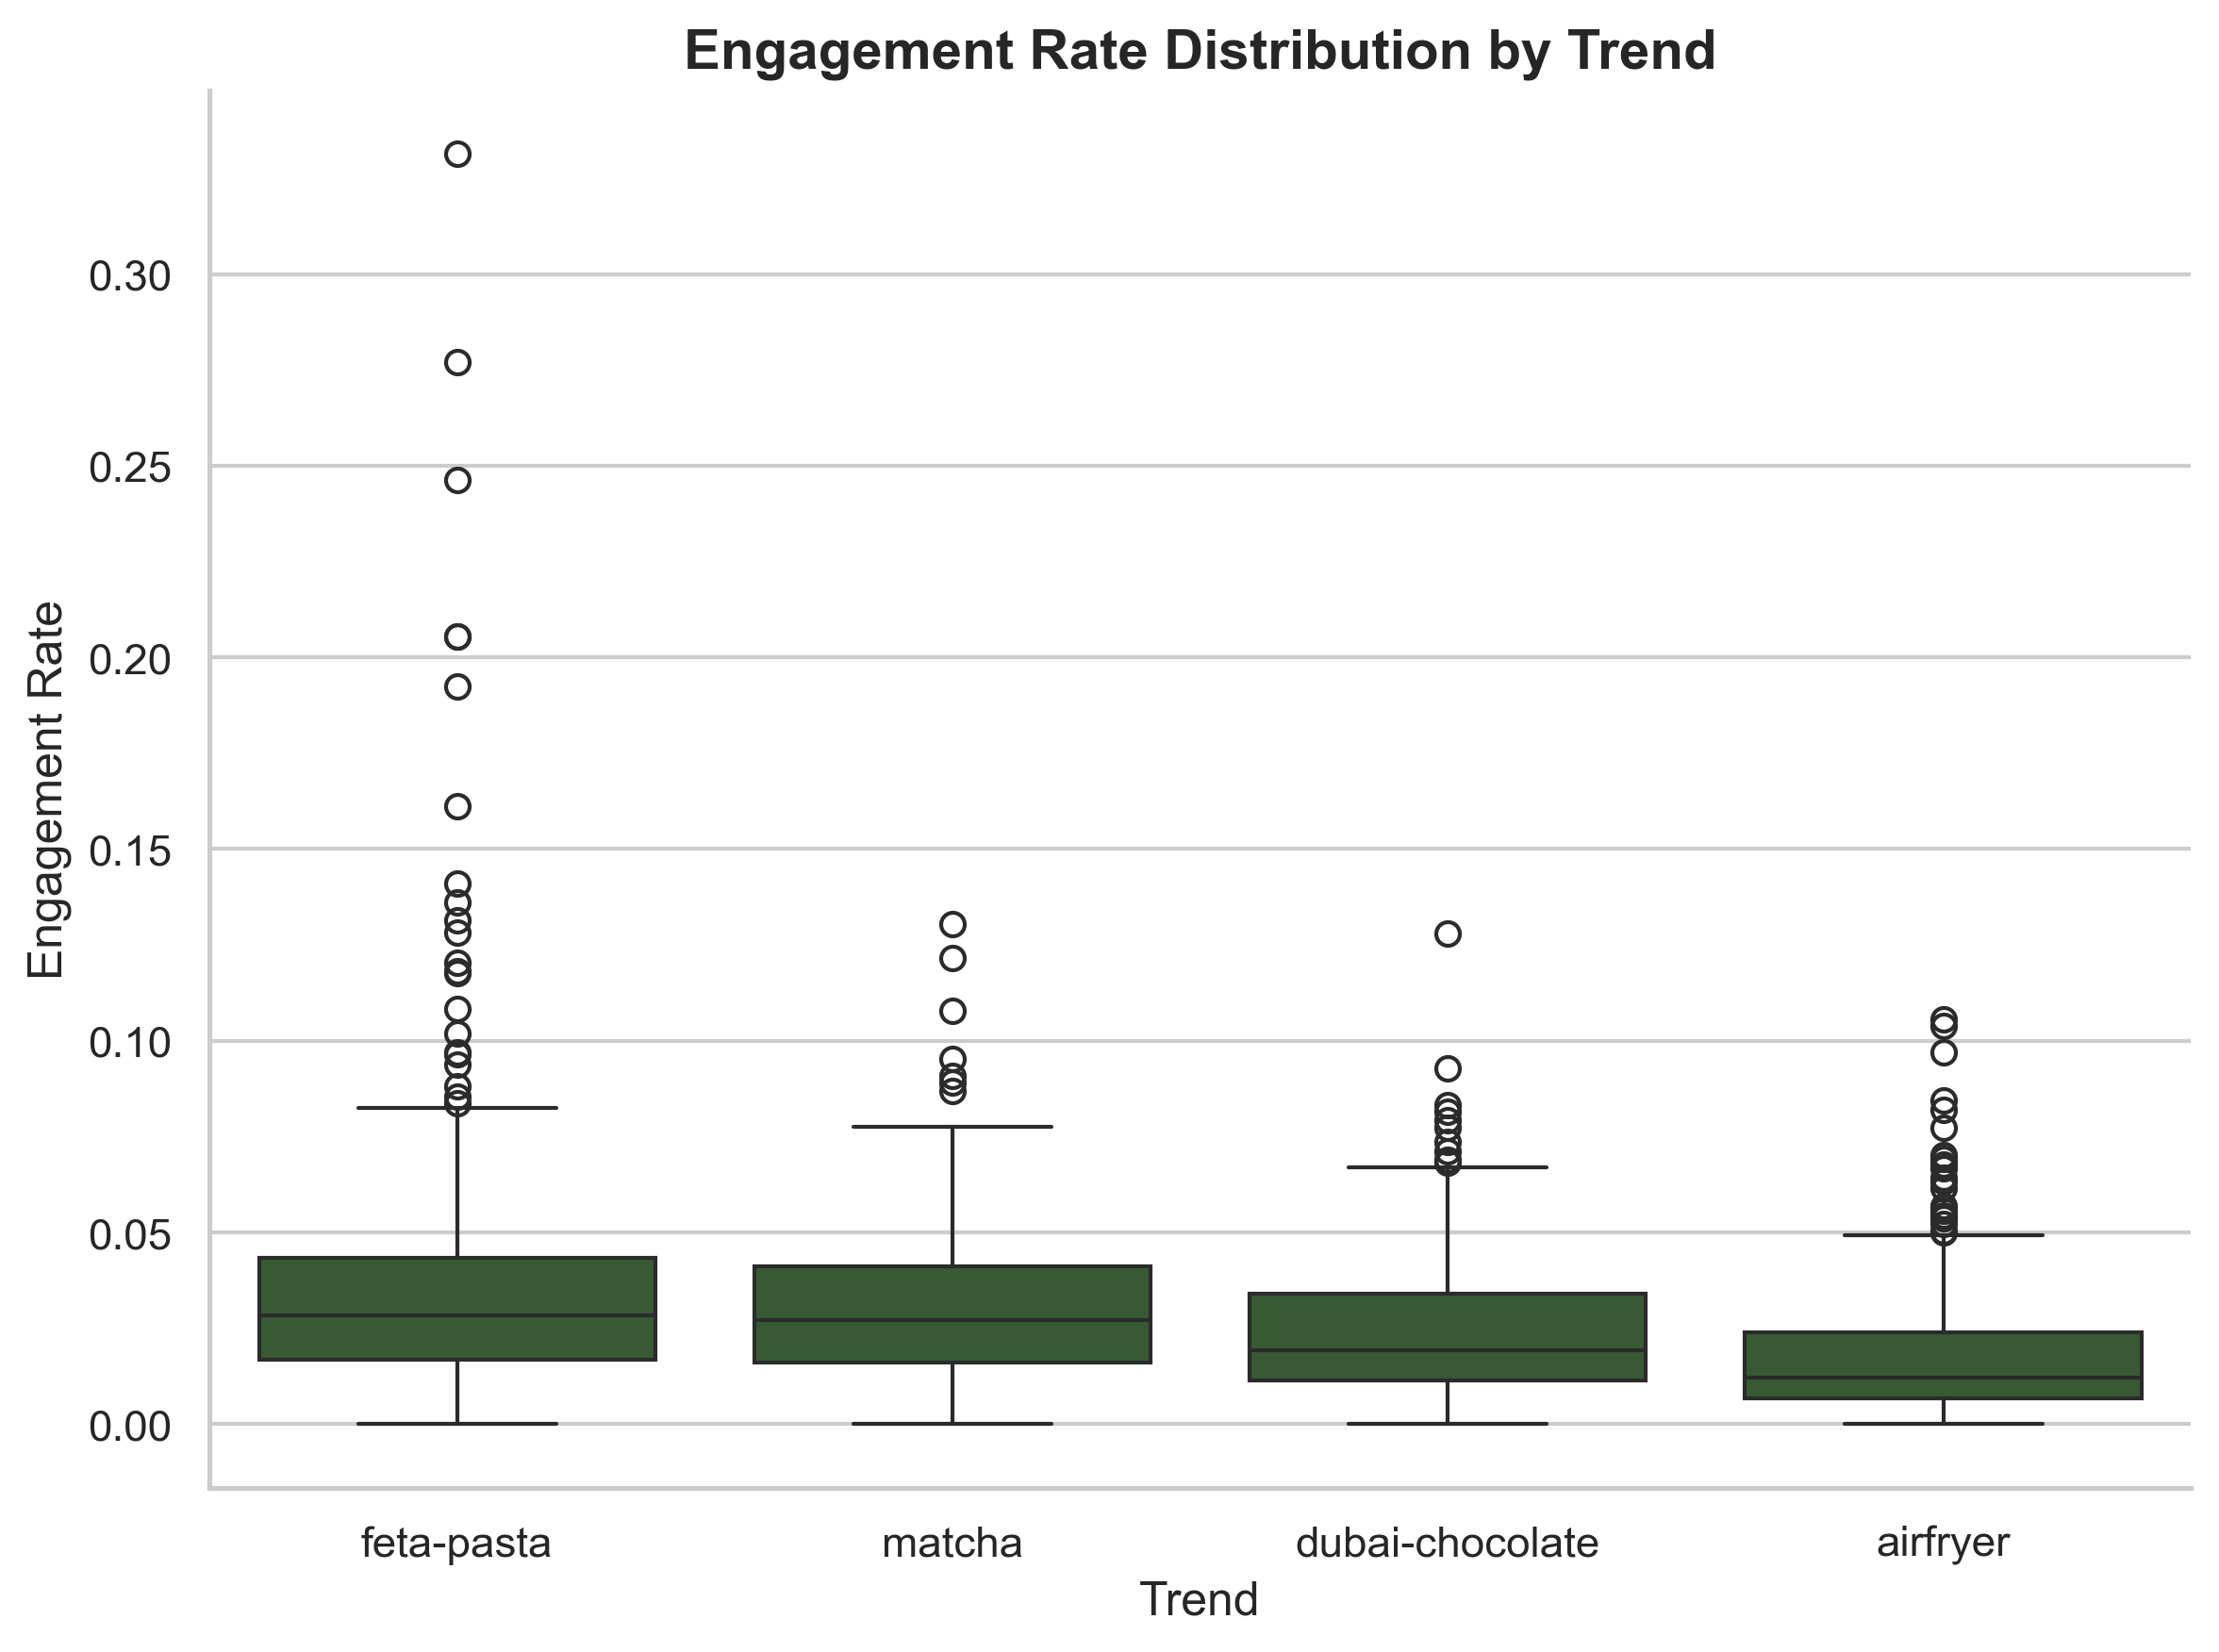 Engagement Rate Distribution by Trend
Engagement Rate
0.30
0.25
0.20
0.15
0.10
0.05
0.00
feta-pasta
matcha
dubai-chocolate
airfryer
Trend